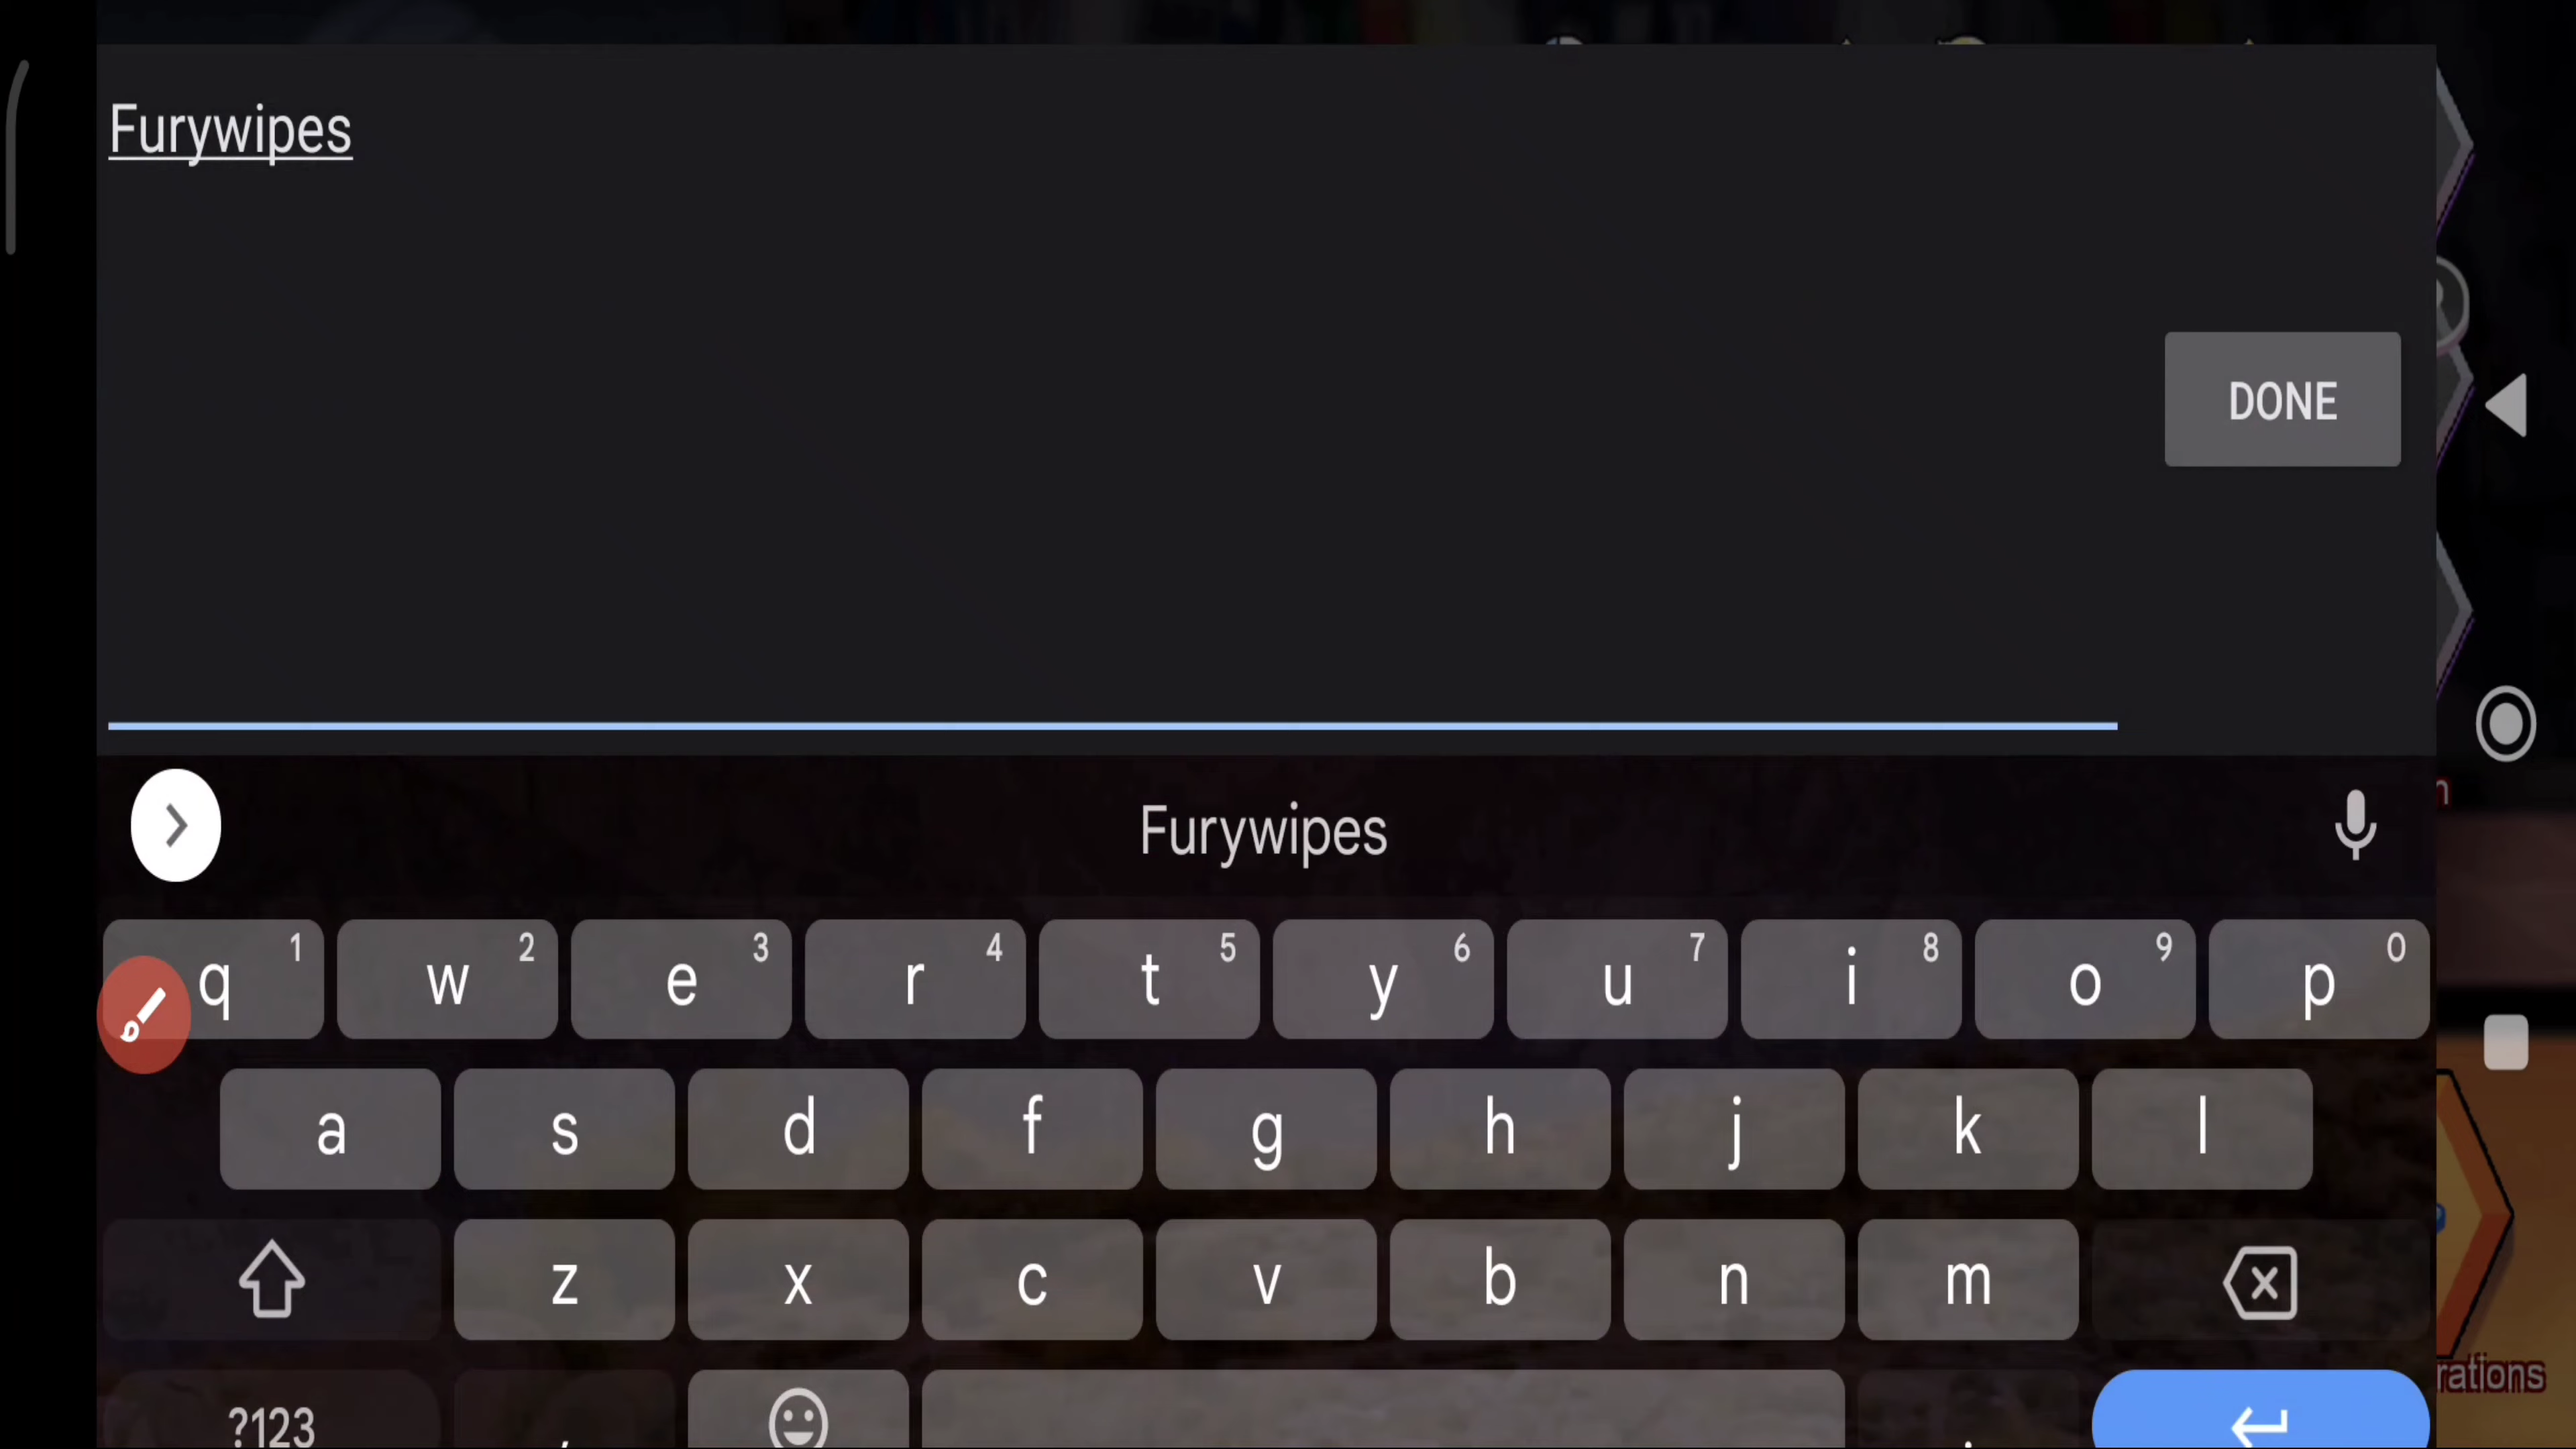 Furywipes
DONE
Furywipes
q 1 w 2 e 3 r 4 t 5 y 6 u 7 i 8 o 9 p 0
a s d f g h j k l
z x c v b n m
rations
?123 , .